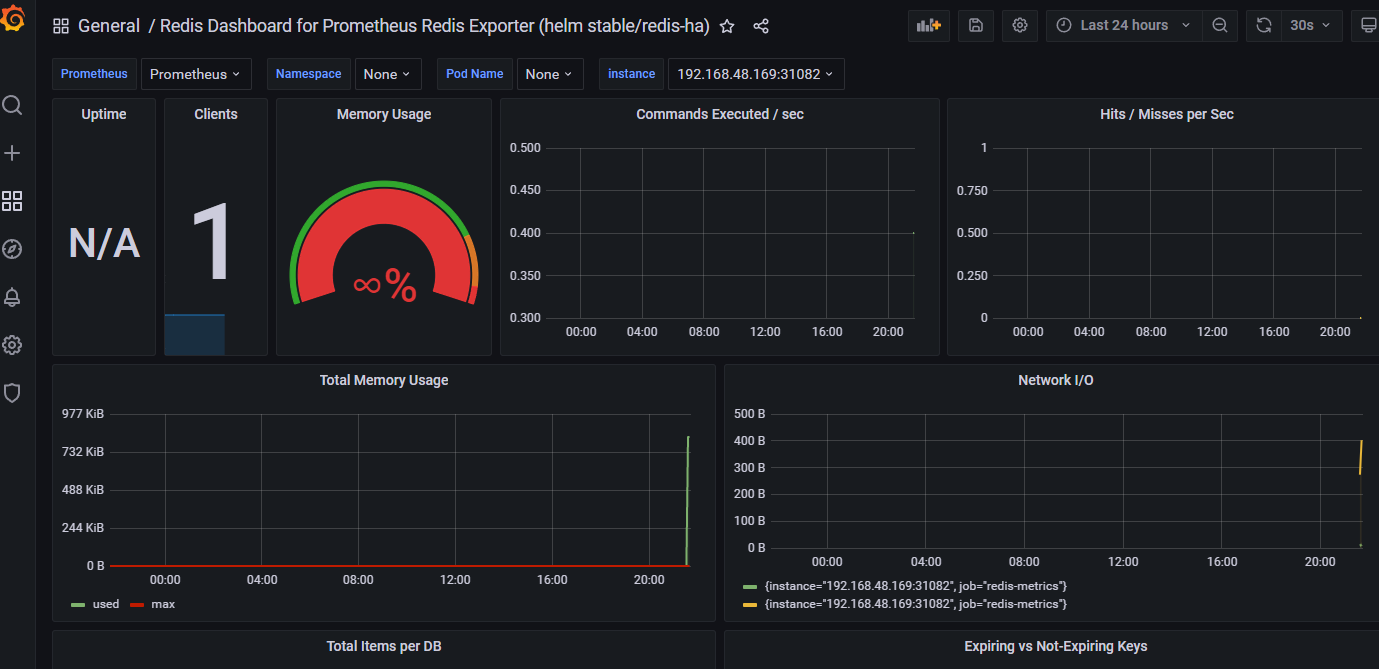 General / Redis Dashboard for Prometheus Redis Exporter (helm stable/redis-ha)
Last 24 hours
30s
Prometheus Prometheus Namespace None Pod Name None instance 192.168.48.169:31082
Uptime
N/A
Clients
1
Memory Usage
∞%
Commands Executed / sec
0.500
0.450
0.400
0.350
0.300
00:00 04:00 08:00 12:00 16:00 20:00
Hits / Misses per Sec
1
0.750
0.500
0.250
0
00:00 04:00 08:00 12:00 16:00 20:00
Total Memory Usage
977 KiB
732 KiB
488 KiB
244 KiB
0 B
00:00 04:00 08:00 12:00 16:00 20:00
used max
Network I/O
500 B
400 B
300 B
200 B
100 B
0 B
00:00 04:00 08:00 12:00 16:00 20:00
{instance="192.168.48.169:31082", job="redis-metrics"}
{instance="192.168.48.169:31082", job="redis-metrics"}
Total Items per DB
Expiring vs Not-Expiring Keys